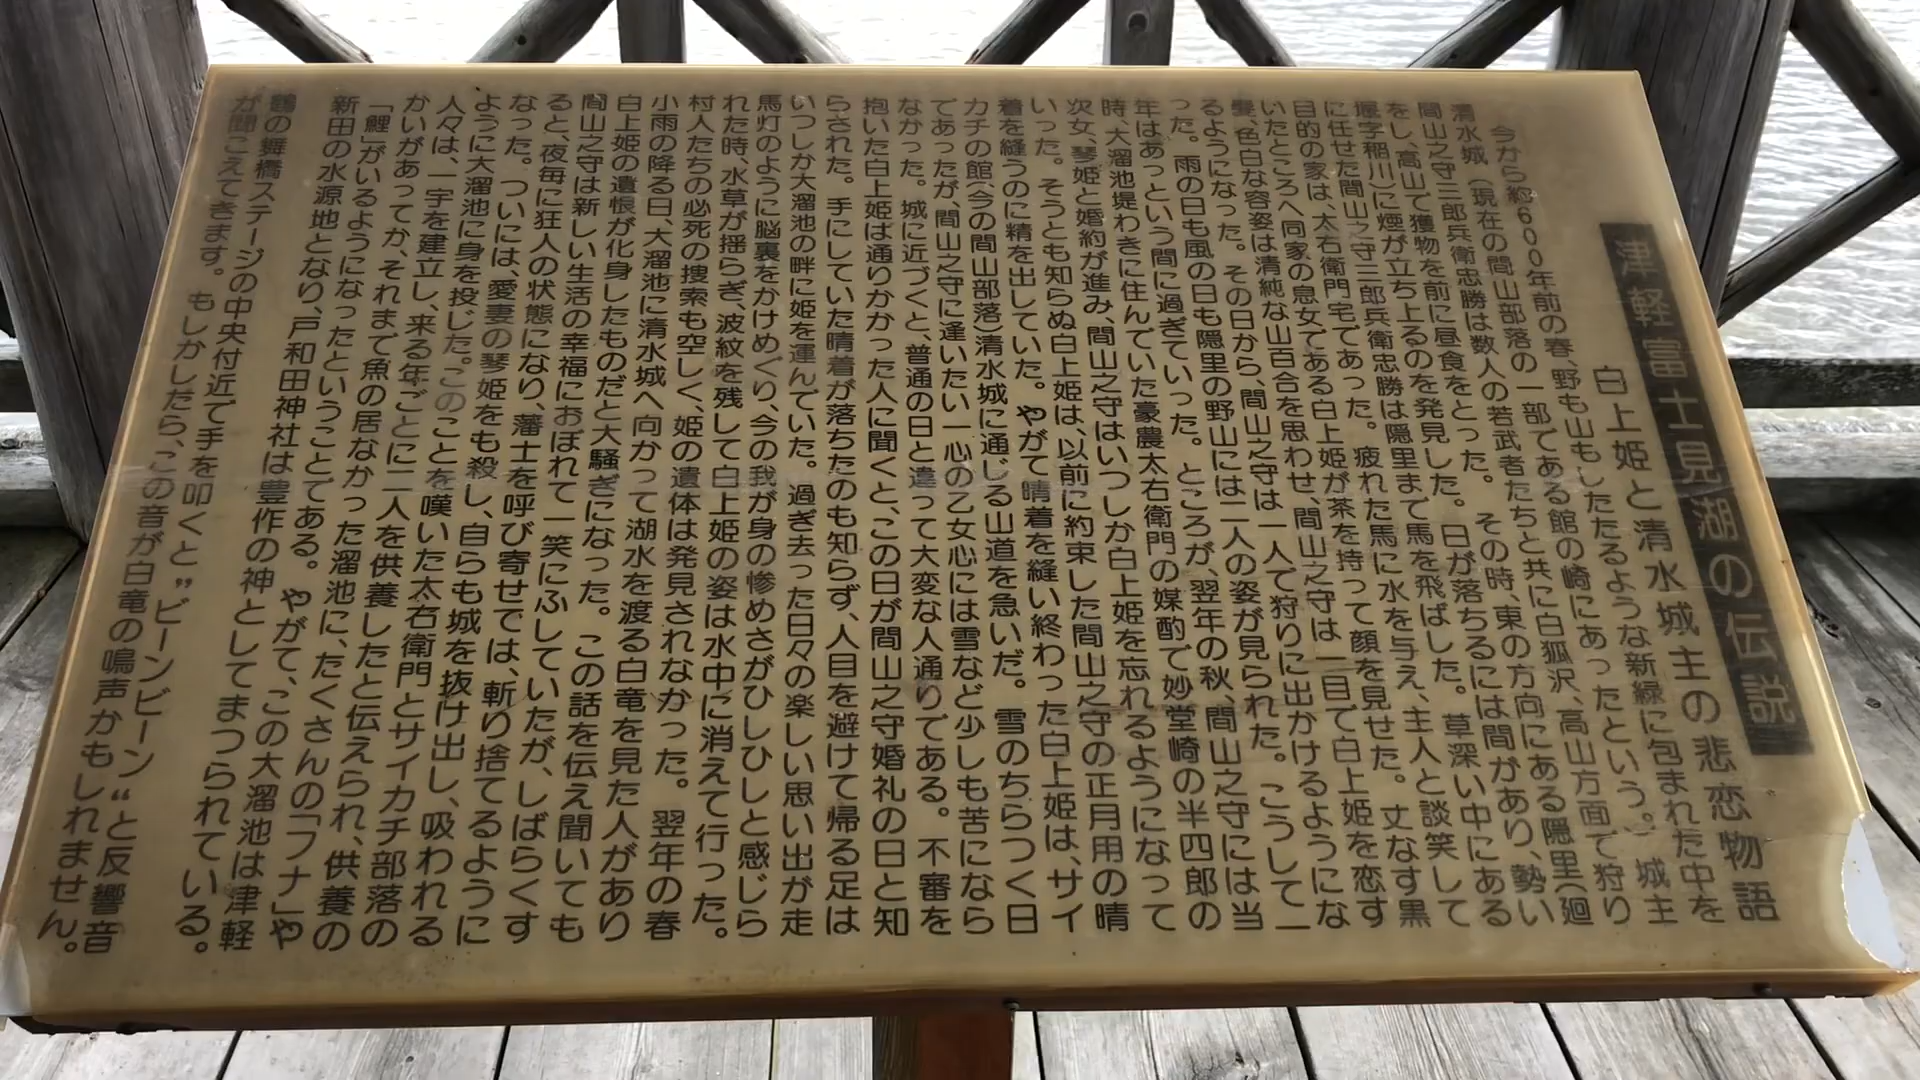 津軽富士見湖の伝説
白上姫と清水城主の悲恋物語
今から約600年前の春、野も山もしたたるような新緑に包まれた中を
清水城（現在の間山部落の一部である館の崎にあったという。）城主
間山之守三郎兵衛忠勝は数人の若武者たちと共に白狐沢、高山方面で狩り
をし、高山で獲物を前に昼食をとった。その時、東の方向にある隠里（廻
堰字稲川）に煙が立ち上るのを発見した。日が落ちるには間があり、勢い
に任せた間山之守三郎兵衛忠勝は隠里まで馬を飛ばした。草深い中にある
目的の家は、太右衛門宅であった。疲れた馬に水を与え、主人と談笑して
いたところへ同家の息女である白上姫が茶を持って顔を見せた。丈なす黒
髪、色白な容姿は清純な山百合を思わせ、間山之守は一目で白上姫を恋す
るようになった。その日から、間山之守は一人で狩りに出かけるようにな
った。雨の日も風の日も隠里の野山には二人の姿が見られた。こうして一
年はあっという間に過ぎていった。ところが、翌年の秋、間山之守には当
時、大溜池堤わきに住んでいた豪農太右衛門の媒酌で妙堂崎の半四郎の
次女、琴姫と婚約が進み、間山之守はいつしか白上姫を忘れるようになって
いった。そうとも知らぬ白上姫は、以前に約束した間山之守の正月用の晴
着を縫うのに精を出していた。やがて晴着を縫い終わった白上姫は、サイ
カチの館（今の間山部落）清水城に通じる山道を急いだ。雪のちらつく日
であったが、間山之守に逢いたい一心の乙女心には雪など少しも苦になら
なかった。城に近づくと、普通の日と違って大変な人通りである。不審を
抱いた白上姫は通りかかった人に聞くと、この日が間山之守婚礼の日と知
らされた。手にしていた晴着が落ちたのも知らず、人目を避けて帰る足は
いつしか大溜池の畔に姫を運んでいた。過ぎ去った日々の楽しい思い出が走
馬灯のように脳裏をかけめぐり、今の我が身の惨めさがひしひしと感じら
れた時、水草が揺らぎ、波紋を残して白上姫の姿は水中に消えて行った。
村人たちの必死の捜索も空しく、姫の遺体は発見されなかった。翌年の春
小雨の降る日、大溜池に清水城へ向かって湖水を渡る白竜を見た人があり
白上姫の遺恨が化身したものだと大騒ぎになった。この話を伝え聞いても
間山之守は新しい生活の幸福におぼれて一笑にふしていたが、しばらくす
ると、夜毎に狂人の状態になり、藩士を呼び寄せては、斬り捨てるように
なった。ついには、愛妻の琴姫をも殺し、自らも城を抜け出し、吸われる
ように大溜池に身を投じた。このことを嘆いた太右衛門とサイカチ部落の
人々は、一宇を建立し、来る年ごとに二人を供養したと伝えられ、供養の
かいがあってか、それまで魚の居なかった溜池に、たくさんの「フナ」や
「鯉」がいるようになったということである。やがて、この大溜池は津軽
新田の水源地となり、戸和田神社は豊作の神としてまつられている。
鶴の舞橋ステージの中央付近で手を叩くと〝ビーンビーン〟と反響音
が聞こえてきます。もしかしたら、この音が白竜の鳴声かもしれません。